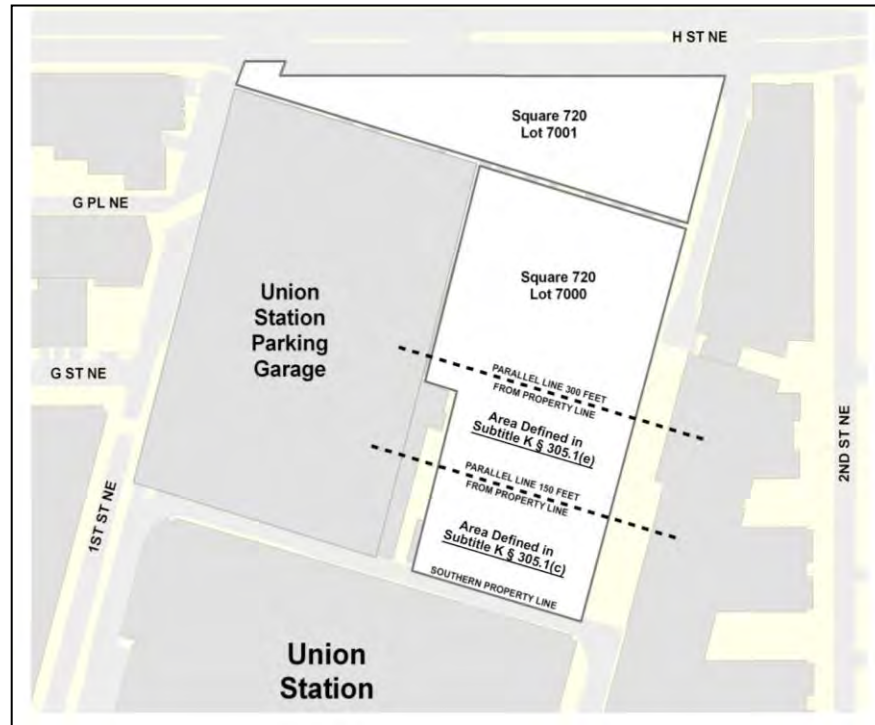 H ST NE
Square 720
Lot 7001
G PL NE
Square 720
Lot 7000
Union
Station
Parking
Garage
G ST NE
PARALLEL LINE 300 FEET
FROM PROPERTY LINE
Area Defined in
Subtitle K § 305.1(e)
PARALLEL LINE 150 FEET
FROM PROPERTY LINE
2ND ST NE
1ST ST NE
Area Defined in
Subtitle K § 305.1(c)
SOUTHERN PROPERTY LINE
Union
Station